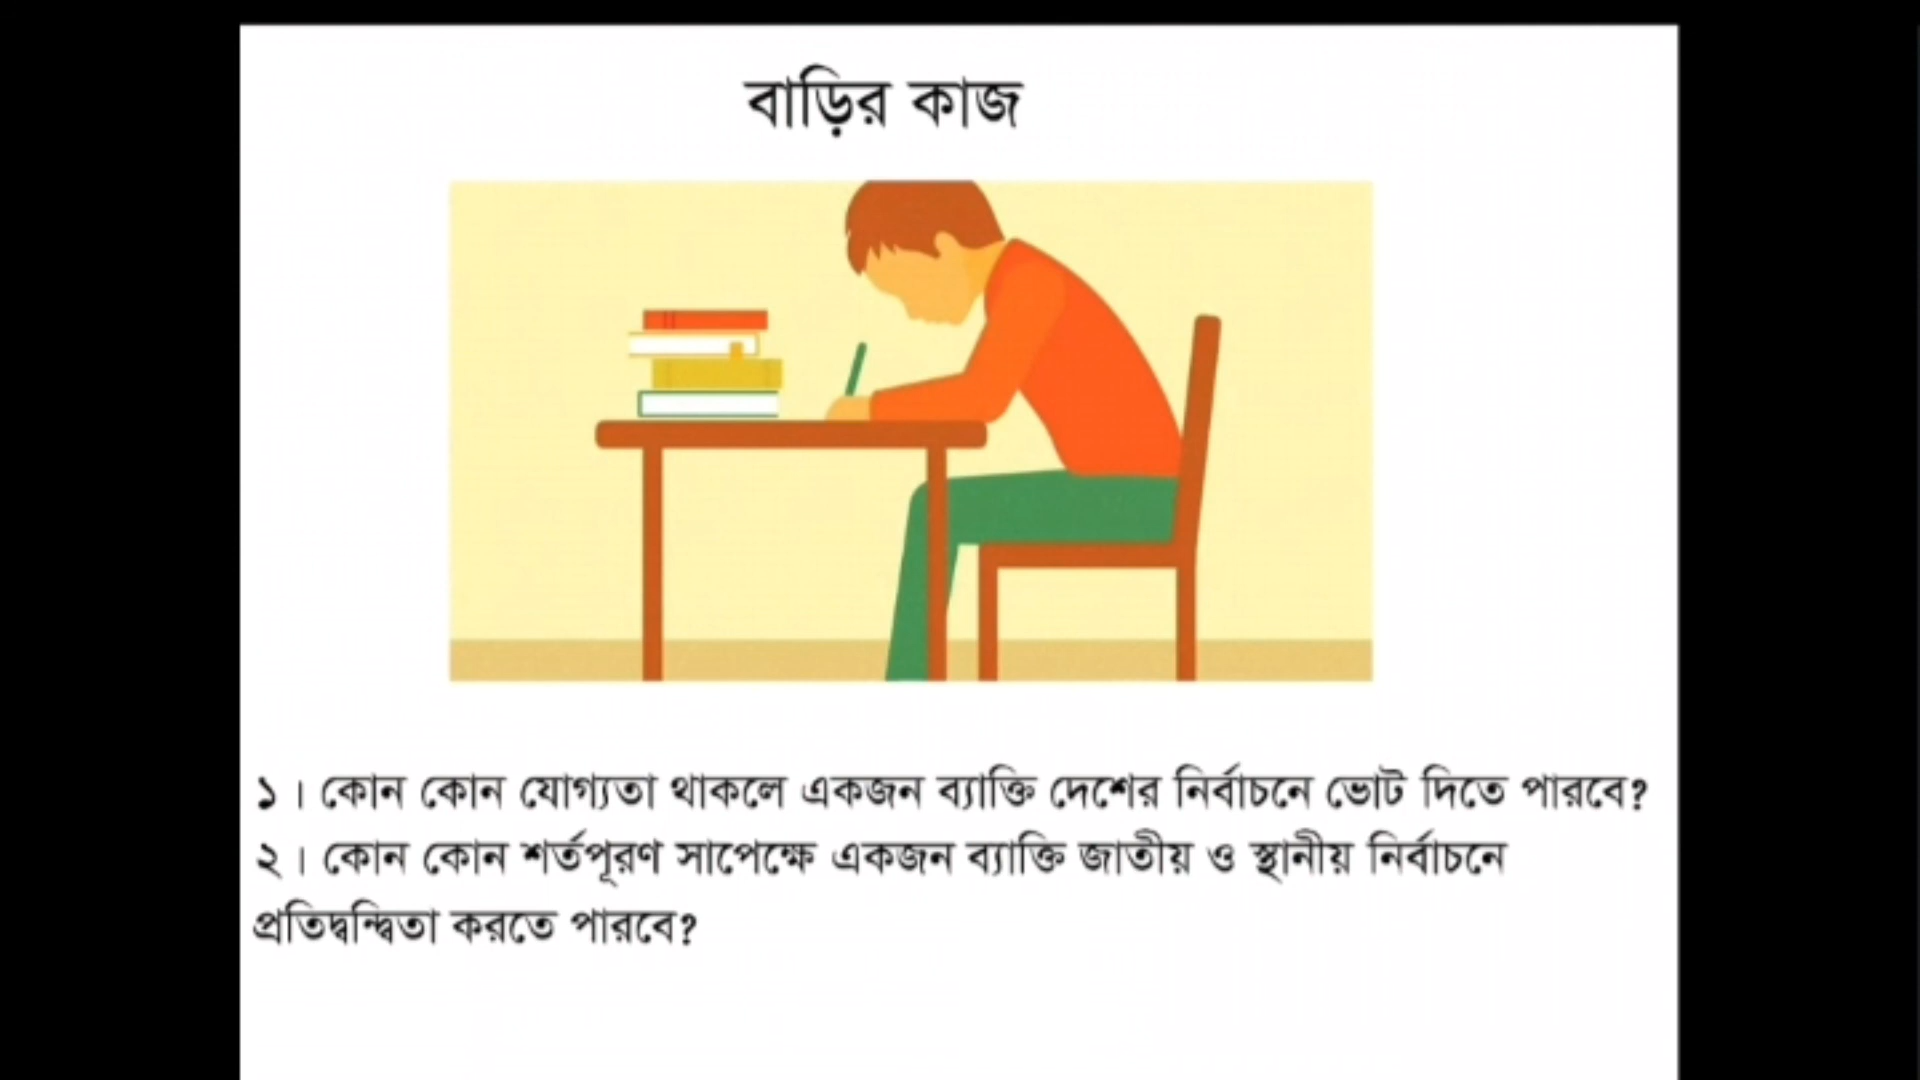 বাড়ির কাজ
১। কোন কোন যোগ্যতা থাকলে একজন ব্যাক্তি দেশের নির্বাচনে ভোট দিতে পারবে?
২। কোন কোন শর্তপূরণ সাপেক্ষে একজন ব্যাক্তি জাতীয় ও স্থানীয় নির্বাচনে
প্রতিদ্বন্দ্বিতা করতে পারবে?